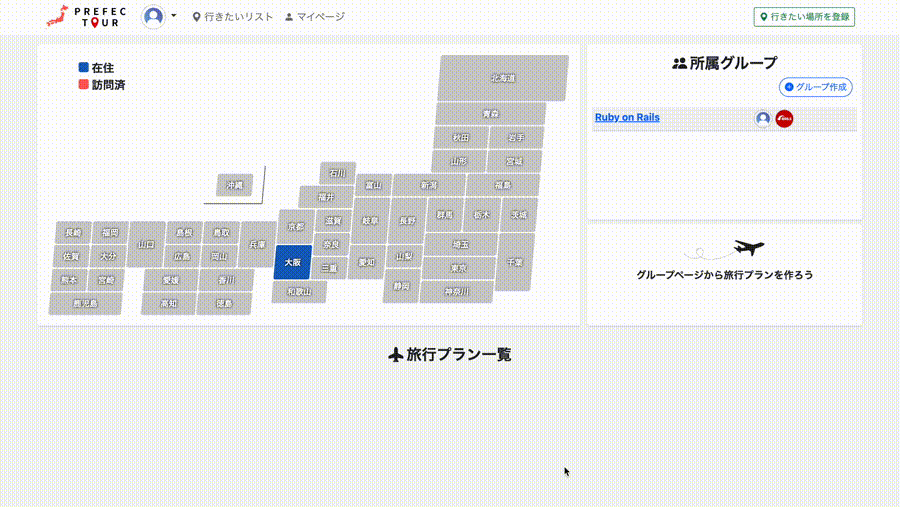 PREFEC
TOUR
行きたいリスト
マイページ
行きたい場所を登録
在住
訪問済
北海道
青森
秋田
岩手
山形
宮城
石川
富山
新潟
福島
沖縄
福井
長崎
福岡
山口
島根
鳥取
兵庫
京都
滋賀
岐阜
長野
群馬
栃木
茨城
佐賀
大分
広島
岡山
大阪
奈良
三重
愛知
山梨
埼玉
東京
千葉
熊本
宮崎
愛媛
香川
和歌山
静岡
神奈川
鹿児島
高知
徳島
所属グループ
グループ作成
Ruby on Rails
グループページから旅行プランを作ろう
旅行プラン一覧